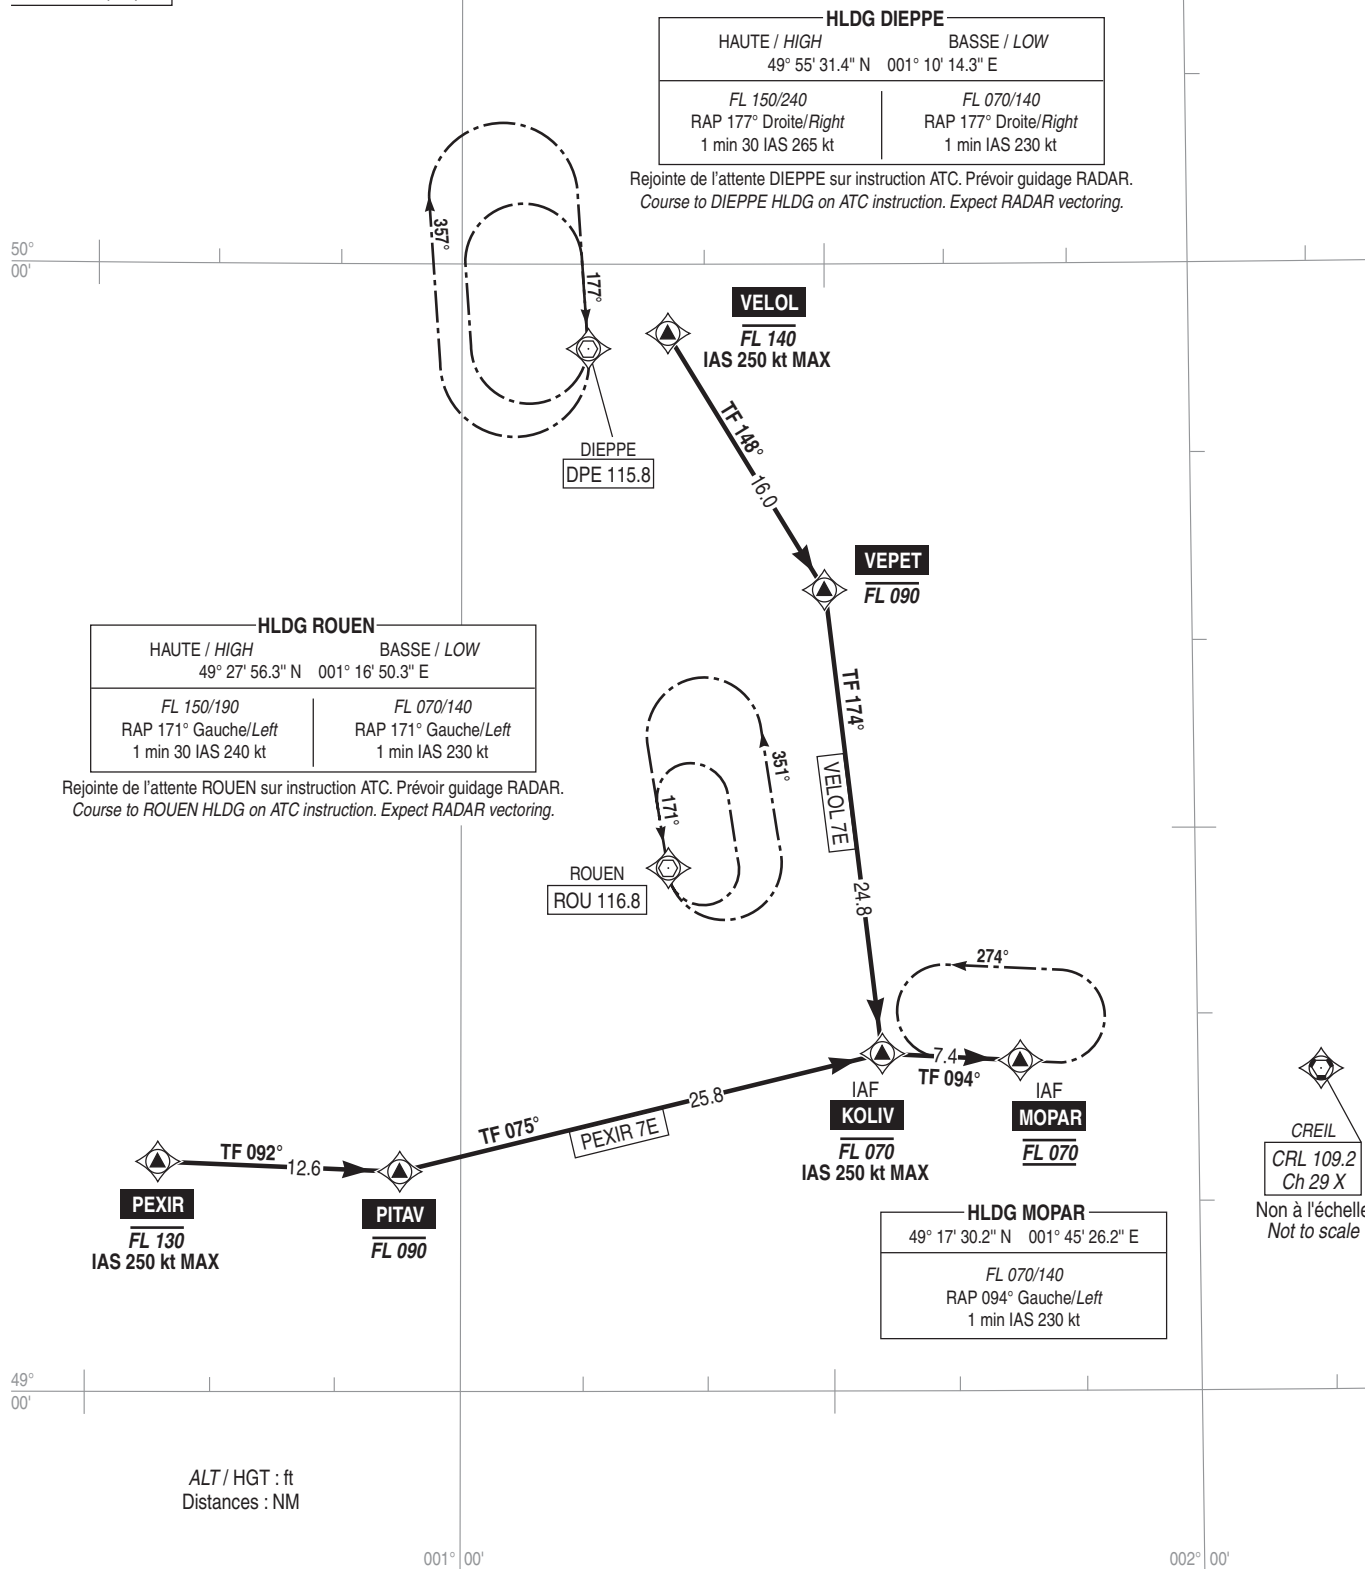 HLDG DIEPPE
HAUTE / HIGH BASSE / LOW
49° 55' 31.4" N 001° 10' 14.3" E
FL 150/240 FL 070/140
RAP 177° Droite/Right RAP 177° Droite/Right
1 min 30 IAS 265 kt 1 min IAS 230 kt
Rejointe de l'attente DIEPPE sur instruction ATC. Prévoir guidage RADAR.
Course to DIEPPE HLDG on ATC instruction. Expect RADAR vectoring.
357°
50°
00'
177°
VELOL
FL 140
IAS 250 kt MAX
TF 148°
16.0
DIEPPE
DPE 115.8
VEPET
FL 090
HLDG ROUEN
HAUTE / HIGH BASSE / LOW
49° 27' 56.3" N 001° 16' 50.3" E
FL 150/190 FL 070/140
RAP 171° Gauche/Left RAP 171° Gauche/Left
1 min 30 IAS 240 kt 1 min IAS 230 kt
Rejointe de l'attente ROUEN sur instruction ATC. Prévoir guidage RADAR.
Course to ROUEN HLDG on ATC instruction. Expect RADAR vectoring.
TF 174°
VELOL 7E
24.8
351°
171°
ROUEN
ROU 116.8
274°
7.4
TF 094°
IAF
KOLIV
FL 070
IAS 250 kt MAX
IAF
MOPAR
FL 070
25.8
PEXIR 7E
TF 075°
TF 092°
12.6
PEXIR
FL 130
IAS 250 kt MAX
PITAV
FL 090
CREIL
CRL 109.2
Ch 29 X
Non à l'échelle
Not to scale
HLDG MOPAR
49° 17' 30.2" N 001° 45' 26.2" E
FL 070/140
RAP 094° Gauche/Left
1 min IAS 230 kt
49°
00'
ALT / HGT : ft
Distances : NM
001° 00'
002° 00'